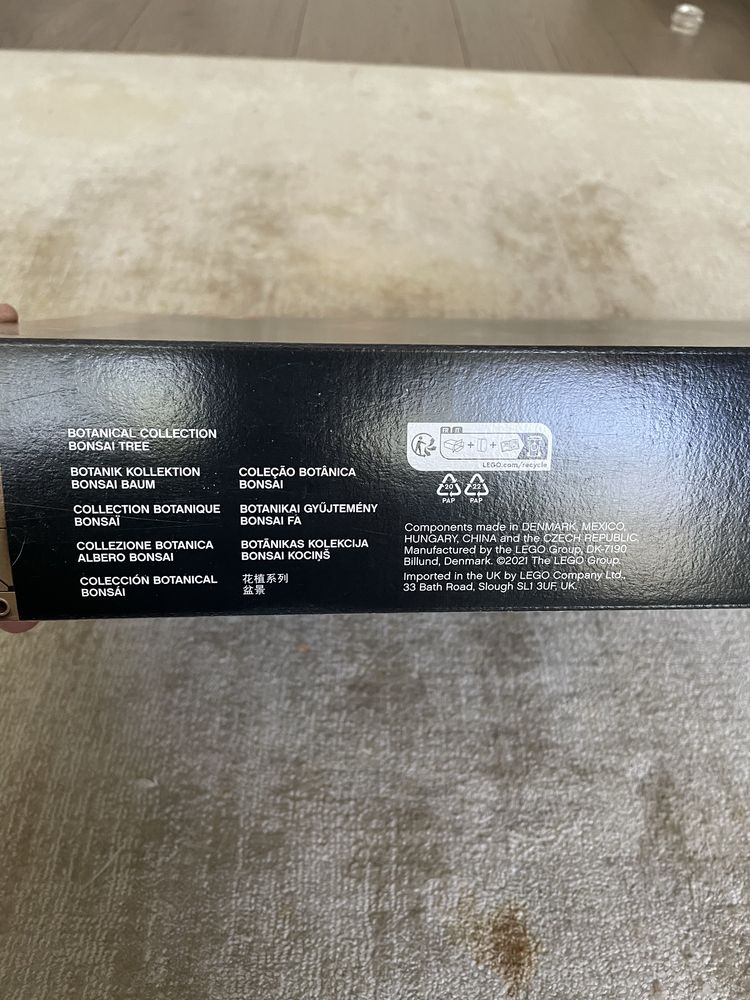 BOTANICAL COLLECTION
BONSAI TREE
BOTANIK KOLLEKTION
BONSAI BAUM
COLLECTION BOTANIQUE
BONSAÏ
COLLEZIONE BOTANICA
ALBERO BONSAI
COLECCIÓN BOTANICAL
BONSÁI
COLEÇÃO BOTÂNICA
BONSAI
BOTANIKAI GYŰJTEMÉNY
BONSAI FA
BOTĀNIKAS KOLEKCIJA
BONSAI KOCIŅŠ
花植系列
盆景
FR IT
+ +
LEGO.com/recycle
20 22
PAP PAP
Components made in DENMARK, MEXICO,
HUNGARY, CHINA and the CZECH REPUBLIC.
Manufactured by the LEGO Group, DK-7190
Billund, Denmark. ©2021 The LEGO Group.
Imported in the UK by LEGO Company Ltd.,
33 Bath Road, Slough SL1 3UF, UK.